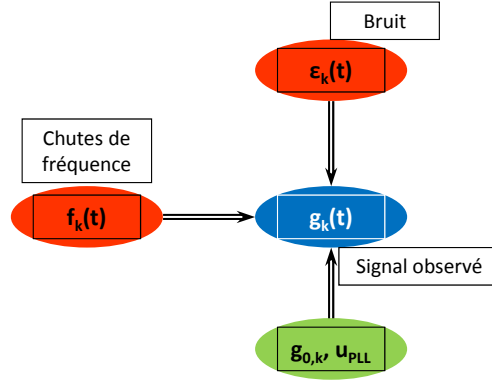 Bruit
εk(t)
Chutes de
fréquence
fk(t)
gk(t)
Signal observé
g0,k, uPLL